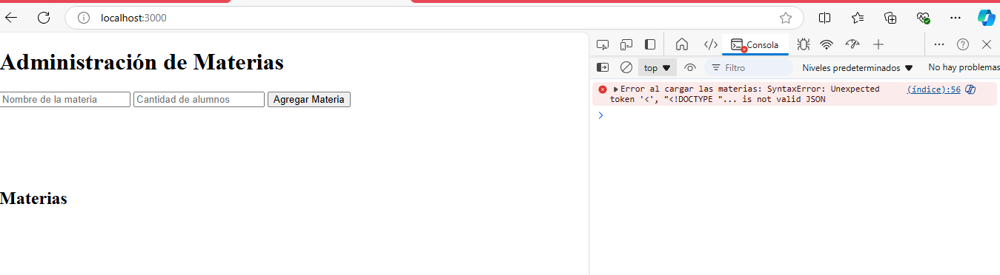 localhost:3000
Administración de Materias
Nombre de la materia Cantidad de alumnos Agregar Materia
Materias
Consola
top Filtro Niveles predeterminados No hay problemas
Error al cargar las materias: SyntaxError: Unexpected (índice):56
token '<', "<!DOCTYPE "... is not valid JSON